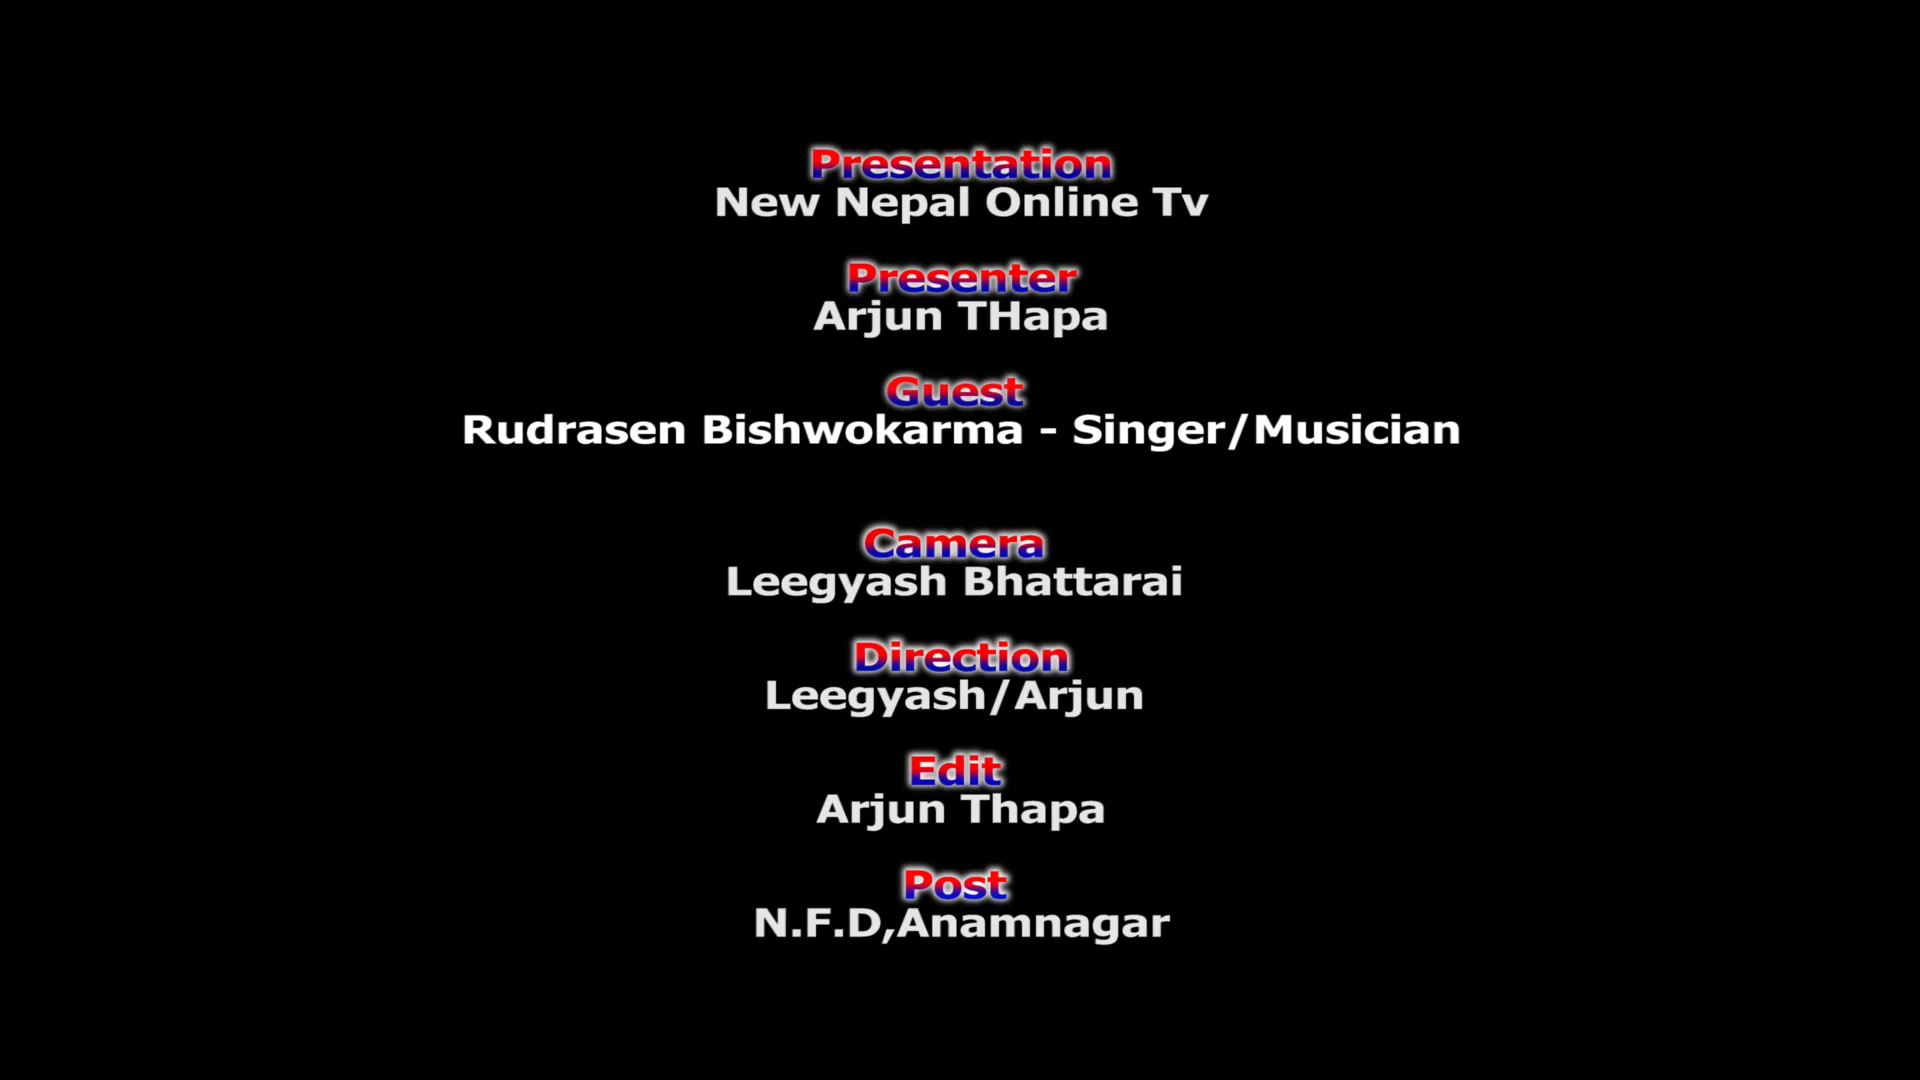 Presentation
New Nepal Online Tv
Presenter
Arjun THapa
Guest
Rudrasen Bishwokarma - Singer/Musician
Camera
Leegyash Bhattarai
Direction
Leegyash/Arjun
Edit
Arjun Thapa
Post
N.F.D,Anamnagar